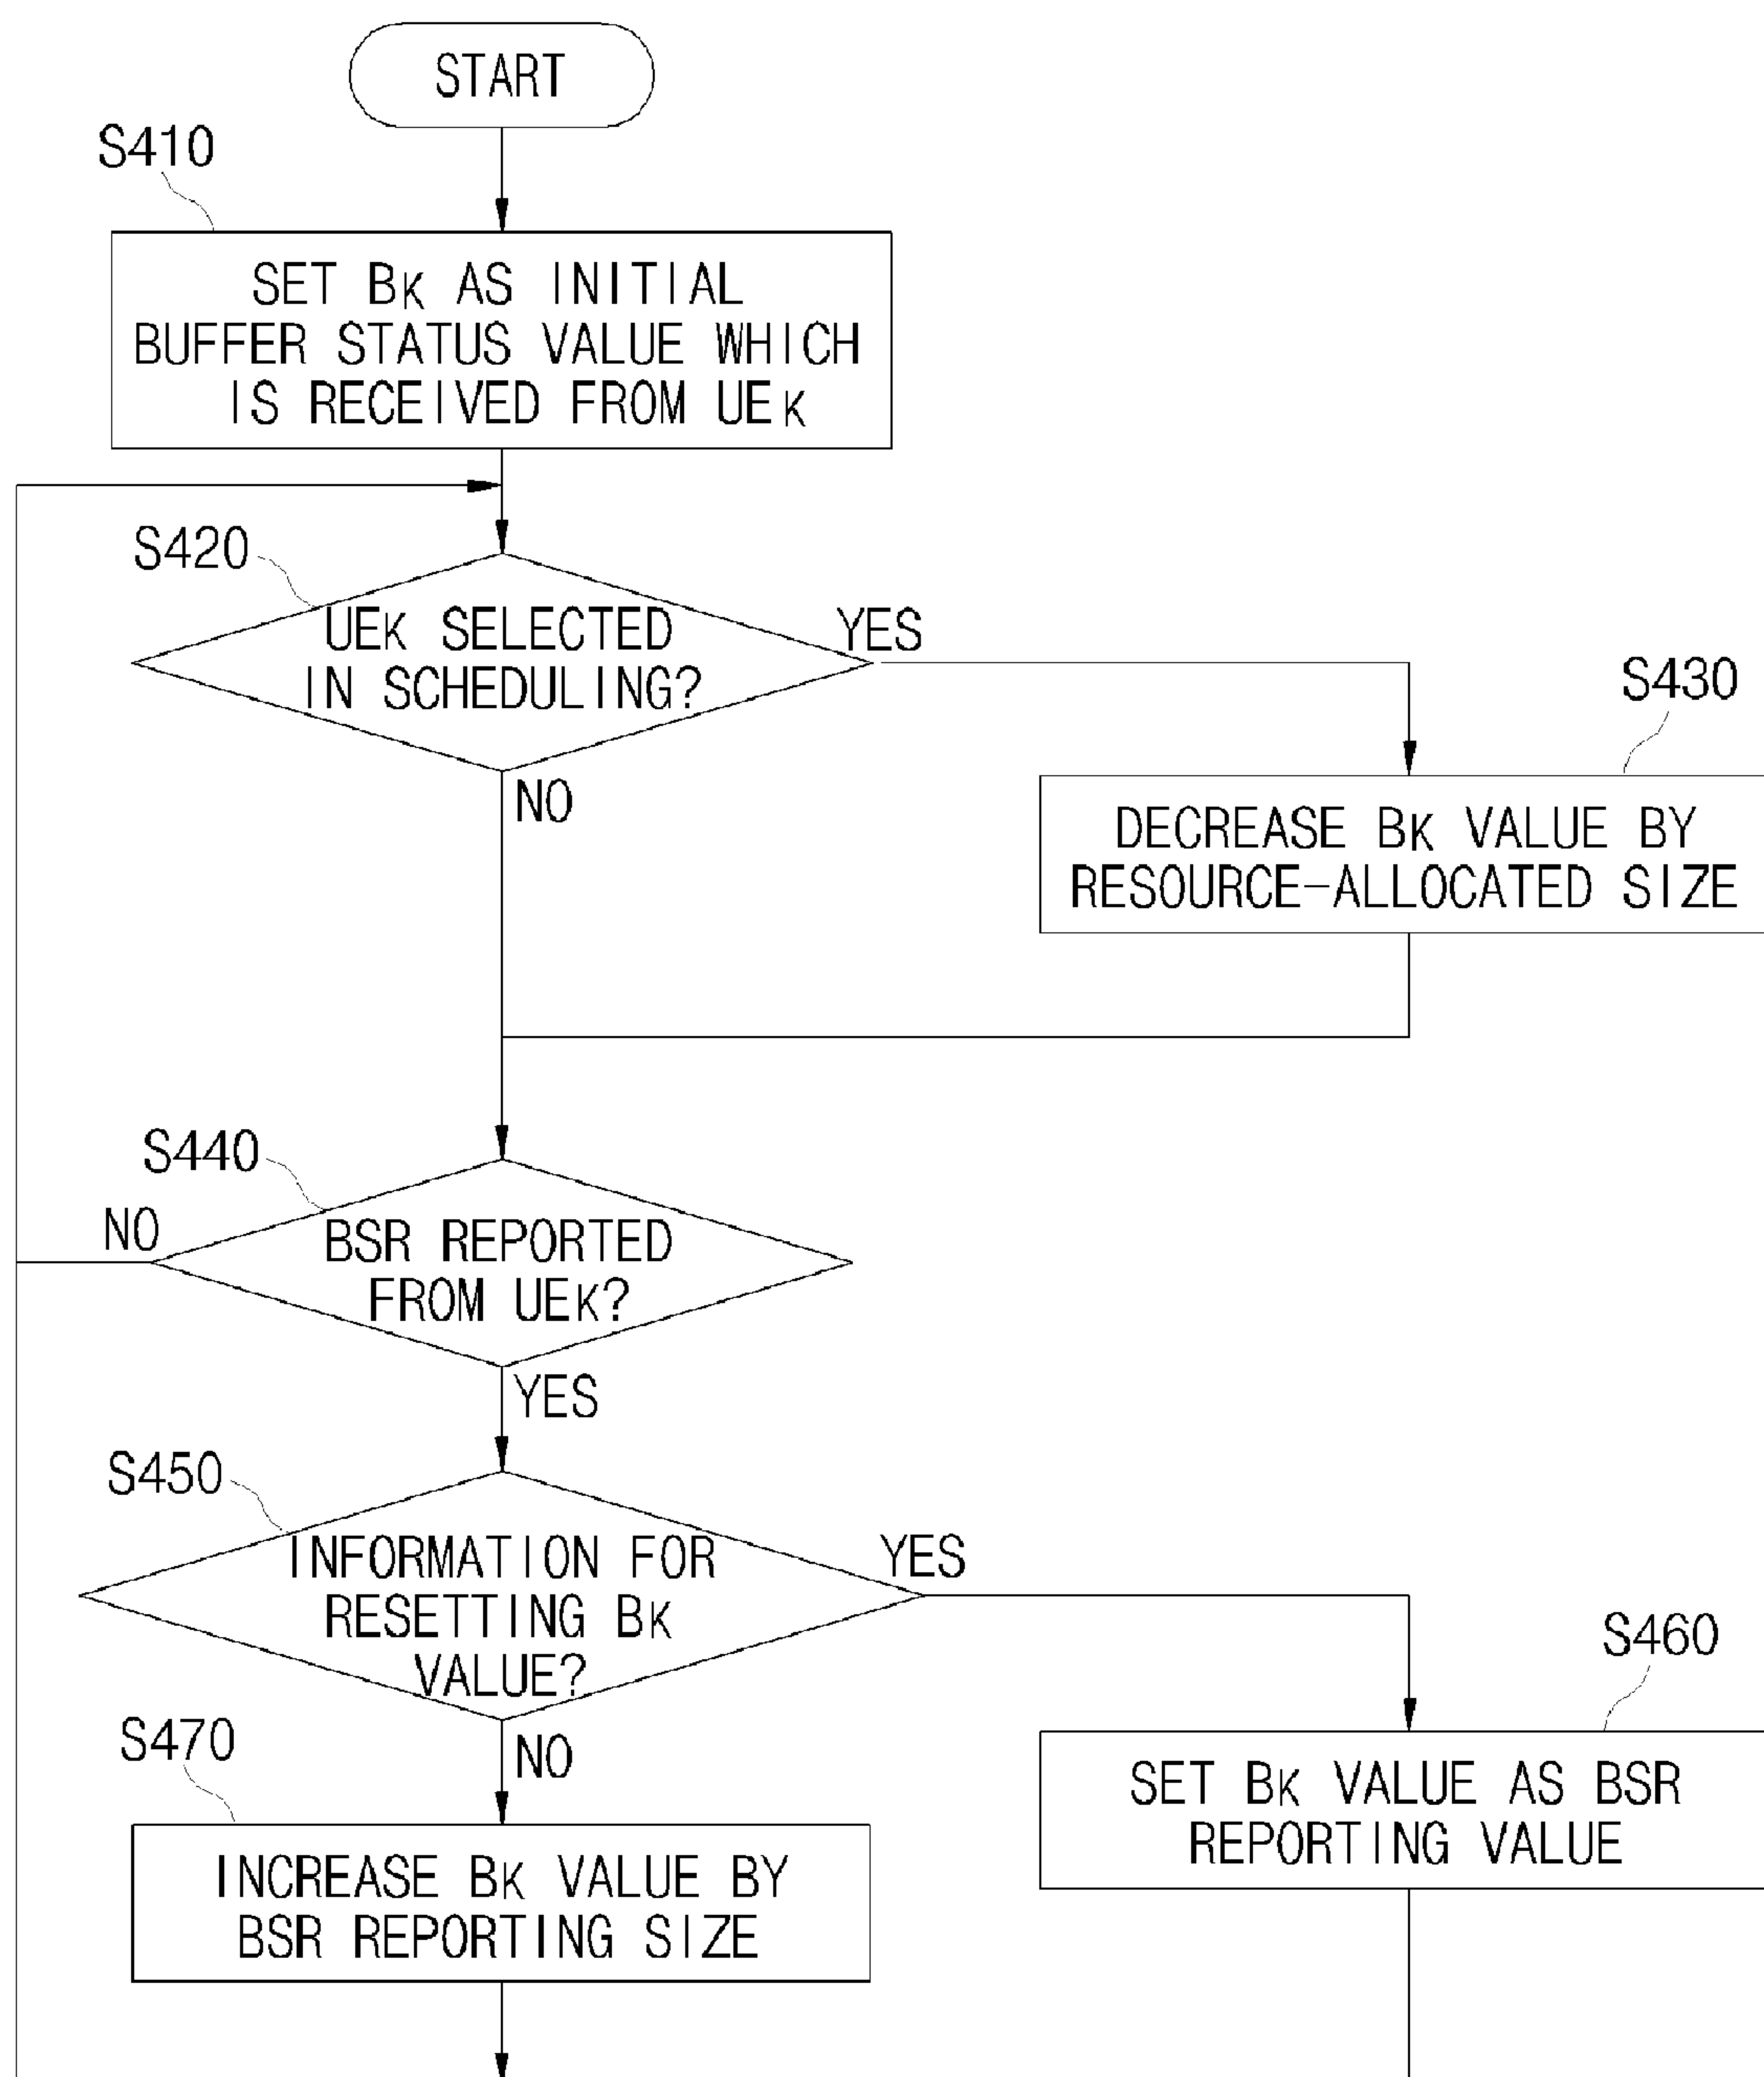 START
S410
SET BK AS INITIAL
BUFFER STATUS VALUE WHICH
IS RECEIVED FROM UEK
S420
UEK SELECTED
IN SCHEDULING?
YES
NO
S430
DECREASE BK VALUE BY
RESOURCE-ALLOCATED SIZE
S440
NO
BSR REPORTED
FROM UEK?
YES
S450
INFORMATION FOR
RESETTING BK
VALUE?
YES
S460
SET BK VALUE AS BSR
REPORTING VALUE
NO
S470
INCREASE BK VALUE BY
BSR REPORTING SIZE